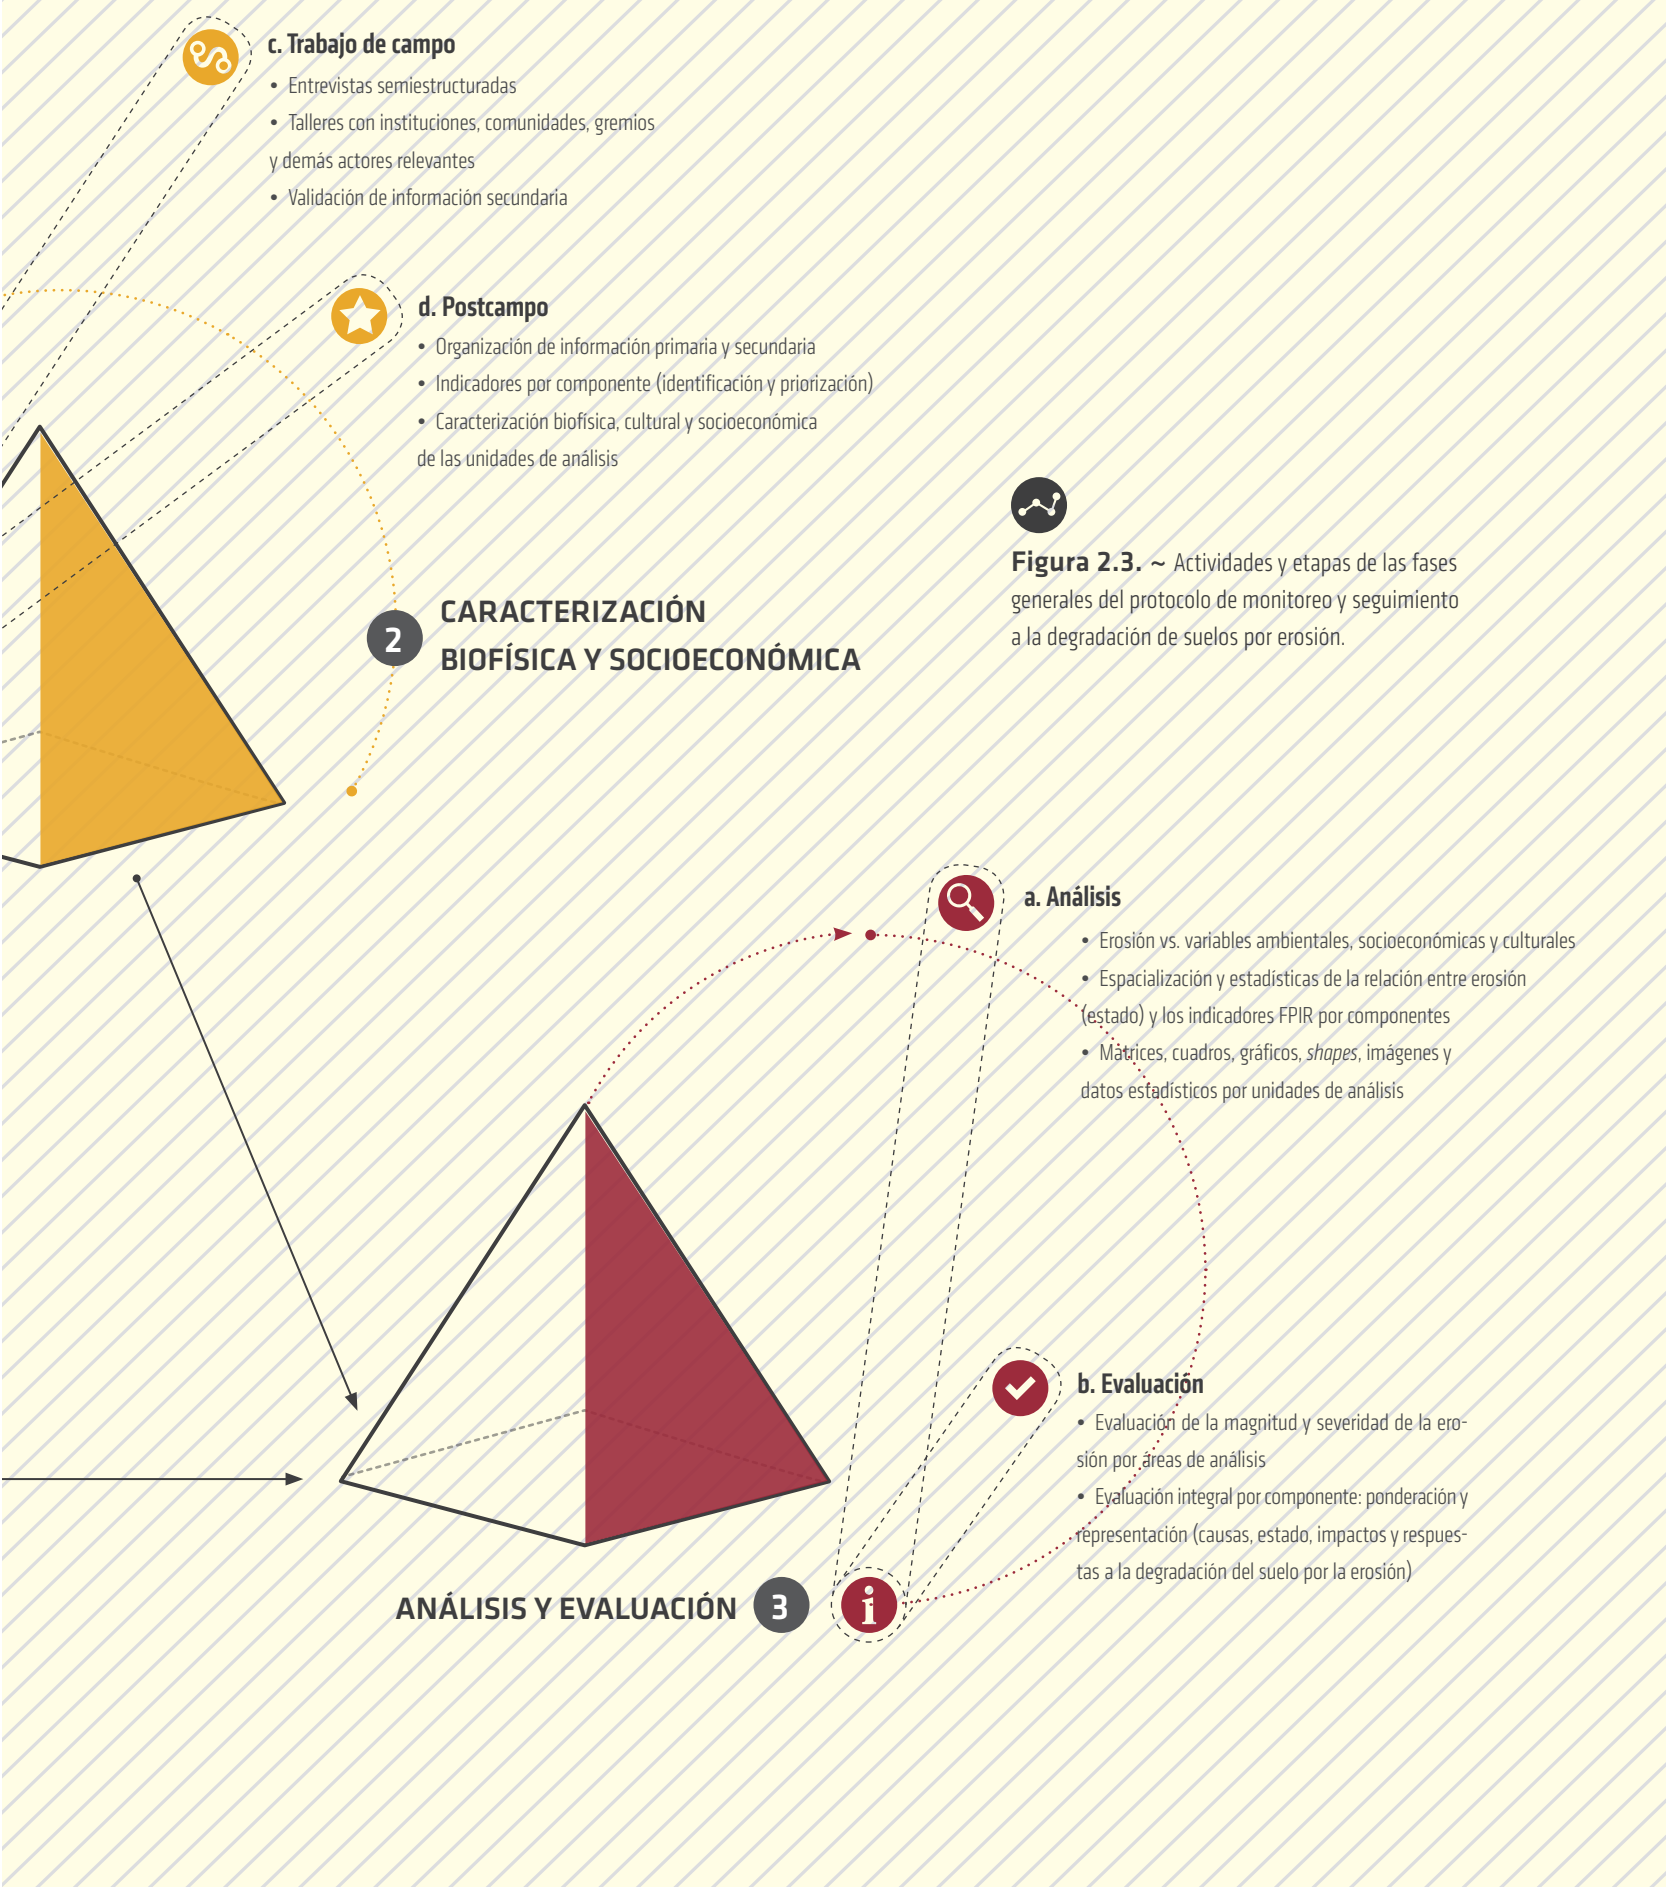 c. Trabajo de campo
• Entrevistas semiestructuradas
• Talleres con instituciones, comunidades, gremios
y demás actores relevantes
• Validación de información secundaria
d. Postcampo
• Organización de información primaria y secundaria
• Indicadores por componente (identificación y priorización)
• Caracterización biofísica, cultural y socioeconómica
de las unidades de análisis
2
CARACTERIZACIÓN
BIOFÍSICA Y SOCIOECONÓMICA
Figura 2.3. ~ Actividades y etapas de las fases
generales del protocolo de monitoreo y seguimiento
a la degradación de suelos por erosión.
a. Análisis
• Erosión vs. variables ambientales, socioeconómicas y culturales
• Espacialización y estadísticas de la relación entre erosión
(estado) y los indicadores FPIR por componentes
• Matrices, cuadros, gráficos, shapes, imágenes y
datos estadísticos por unidades de análisis
b. Evaluación
• Evaluación de la magnitud y severidad de la ero-
sión por áreas de análisis
• Evaluación integral por componente: ponderación y
representación (causas, estado, impactos y respues-
tas a la degradación del suelo por la erosión)
ANÁLISIS Y EVALUACIÓN 3 i